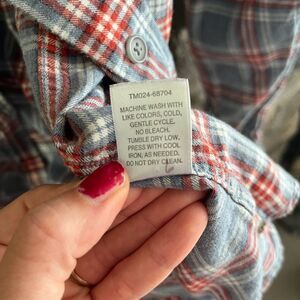 TM024-68704
MACHINE WASH WITH
LIKE COLORS, COLD,
GENTLE CYCLE.
NO BLEACH.
TUMBLE DRY LOW.
PRESS WITH COOL
IRON, AS NEEDED.
DO NOT DRY CLEAN.